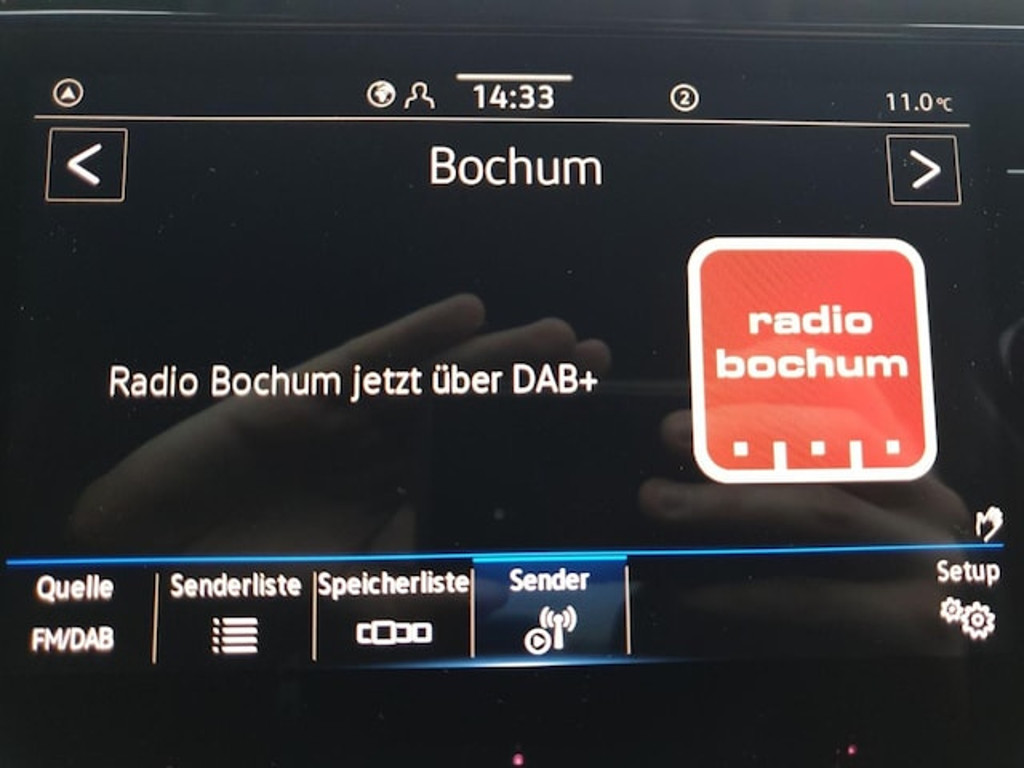 14:33
2
11.0°C
<
Bochum
>
radio
bochum
Radio Bochum jetzt über DAB+
Quelle
FM/DAB
Senderliste
Speicherliste
Sender
Setup